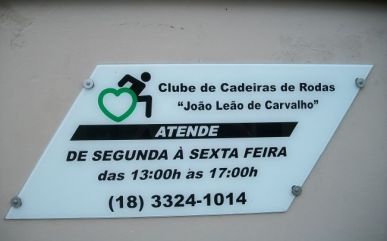 Clube de Cadeiras de Rodas
"João Leão de Carvalho"
ATENDE
DE SEGUNDA À SEXTA FEIRA
das 13:00h às 17:00h
(18) 3324-1014